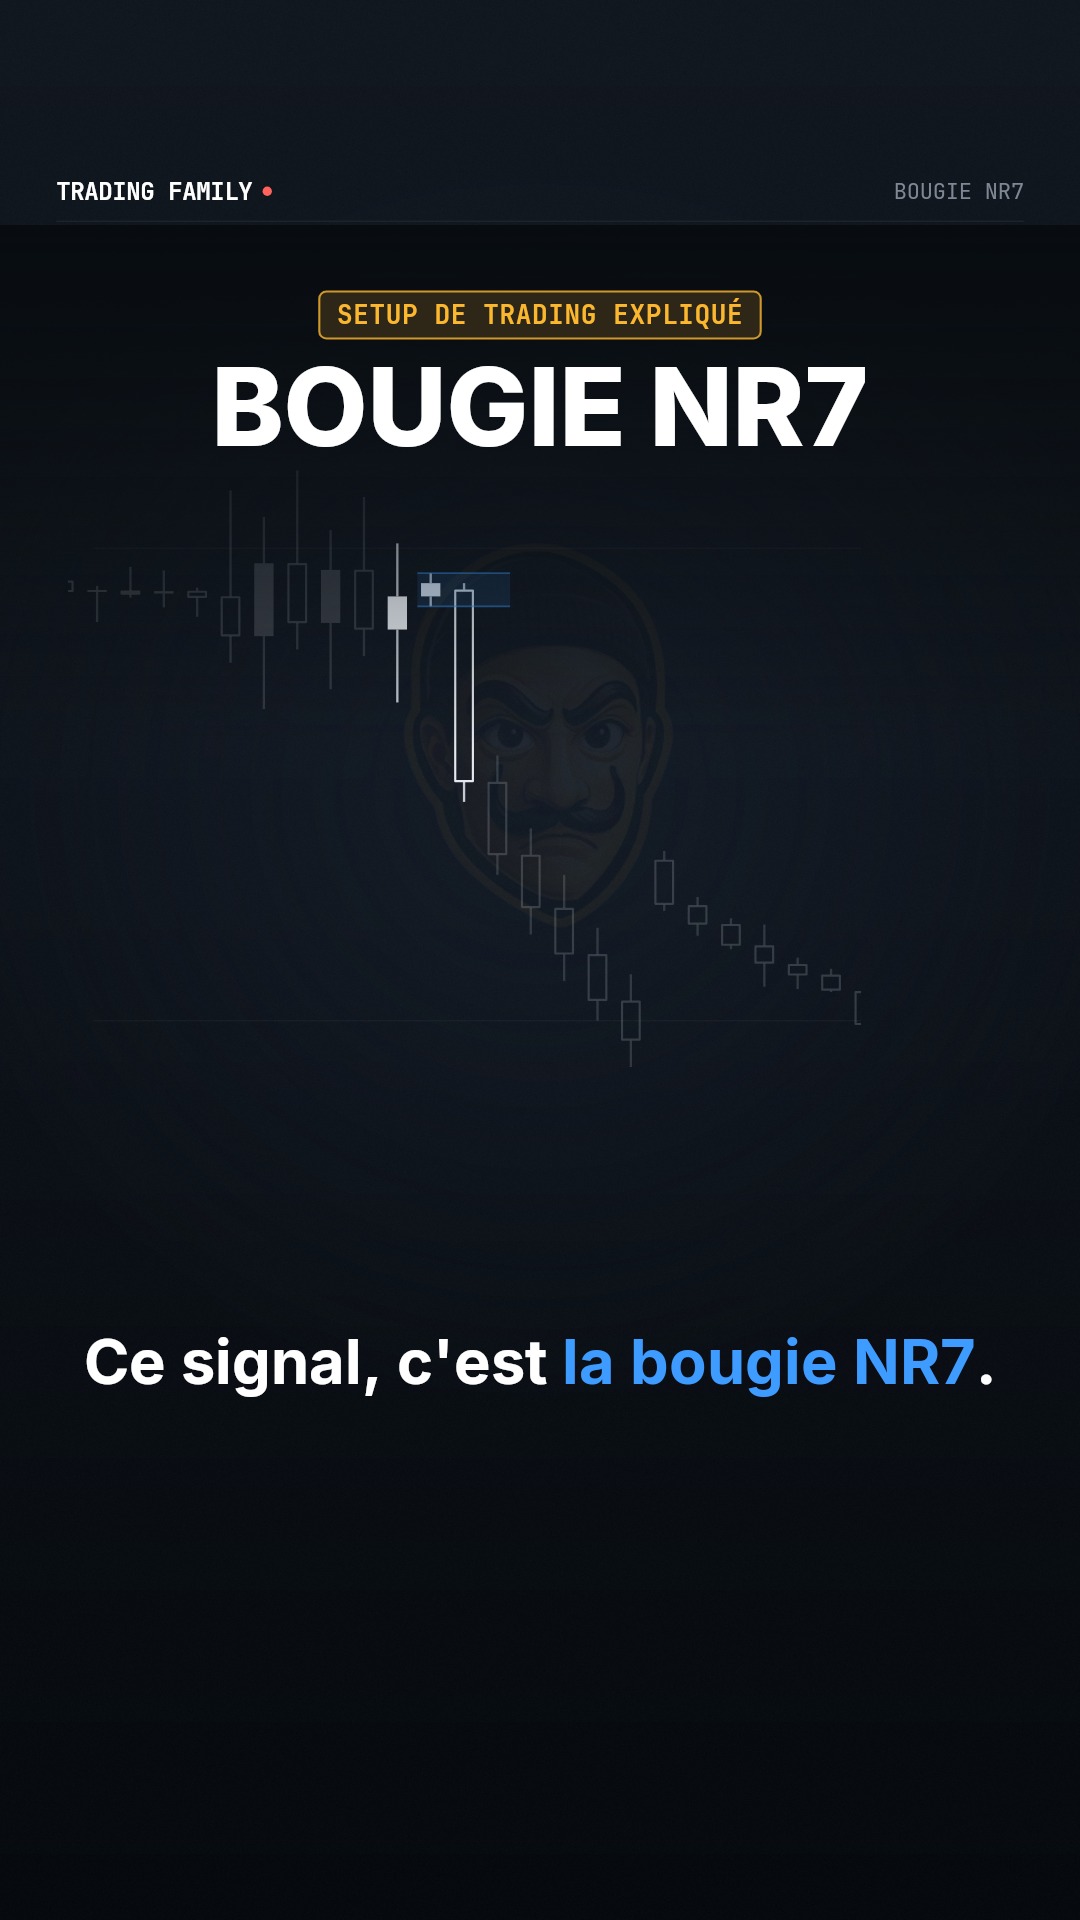 TRADING FAMILY
BOUGIE NR7
SETUP DE TRADING EXPLIQUÉ
BOUGIE NR7
Ce signal, c'est la bougie NR7.